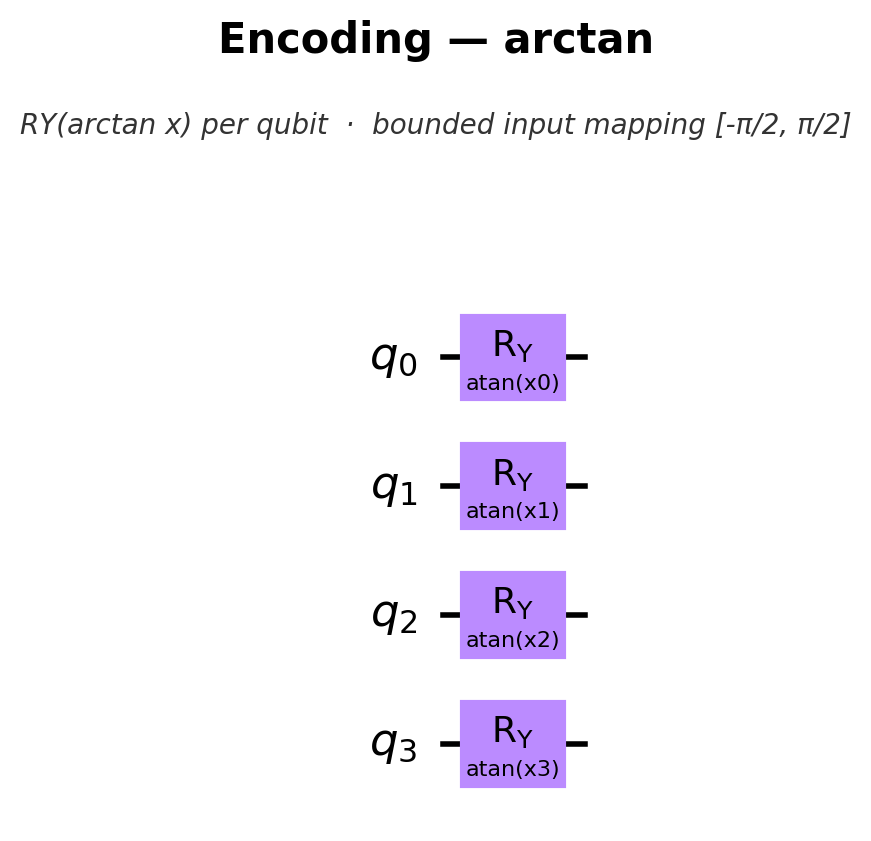 Encoding — arctan
RY(arctan x) per qubit · bounded input mapping [-π/2, π/2]
q0 RY
atan(x0)
q1 RY
atan(x1)
q2 RY
atan(x2)
q3 RY
atan(x3)